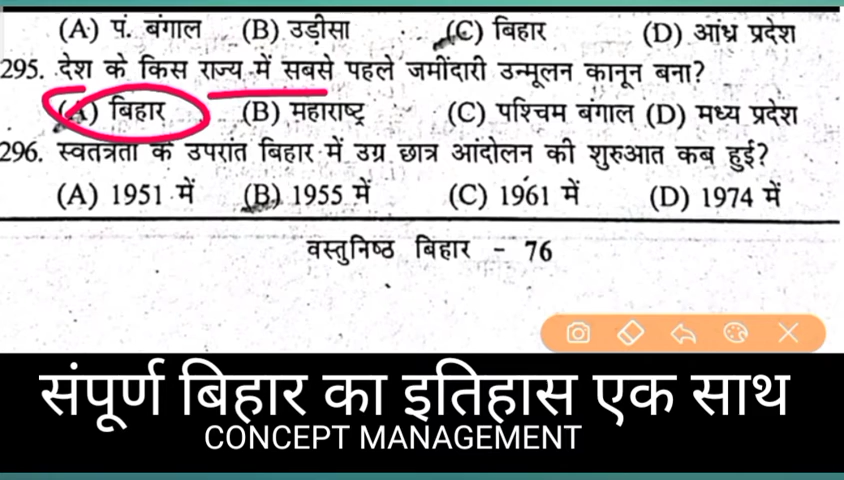 (A) पं. बंगाल (B) उड़ीसा (C) बिहार (D) आंध्र प्रदेश
295. देश के किस राज्य में सबसे पहले जमींदारी उन्मूलन कानून बना?
(A) बिहार (B) महाराष्ट्र (C) पश्चिम बंगाल (D) मध्य प्रदेश
296. स्वतंत्रता के उपरांत बिहार में उग्र छात्र आंदोलन की शुरुआत कब हुई?
(A) 1951 में (B) 1955 में (C) 1961 में (D) 1974 में
वस्तुनिष्ठ बिहार - 76
संपूर्ण बिहार का इतिहास एक साथ
CONCEPT MANAGEMENT